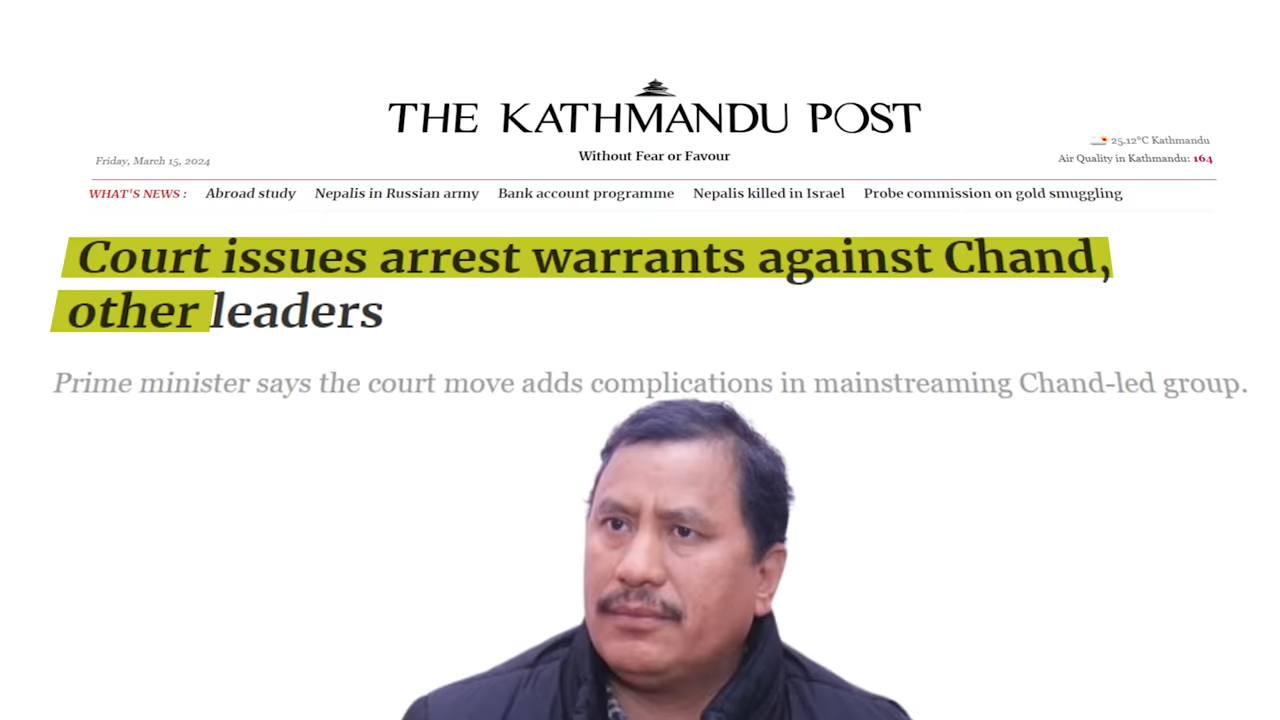 THE KATHMANDU POST
Without Fear or Favour
Friday, March 15, 2024
25.12°C Kathmandu
Air Quality in Kathmandu: 164
WHAT'S NEWS : Abroad study Nepalis in Russian army Bank account programme Nepalis killed in Israel Probe commission on gold smuggling
Court issues arrest warrants against Chand,
other leaders
Prime minister says the court move adds complications in mainstreaming Chand-led group.